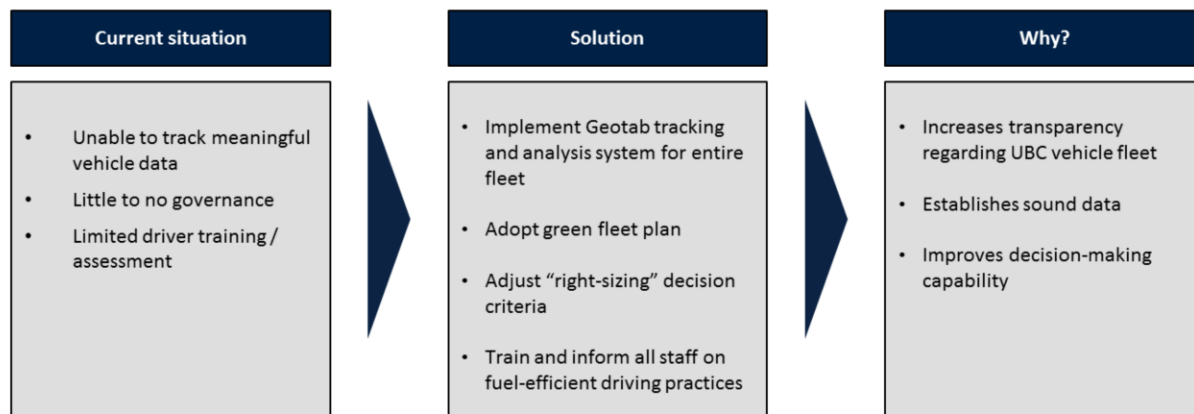 Current situation
• Unable to track meaningful
vehicle data
• Little to no governance
• Limited driver training /
assessment
Solution
• Implement Geotab tracking
and analysis system for entire
fleet
• Adopt green fleet plan
• Adjust “right-sizing” decision
criteria
• Train and inform all staff on
fuel-efficient driving practices
Why?
• Increases transparency
regarding UBC vehicle fleet
• Establishes sound data
• Improves decision-making
capability